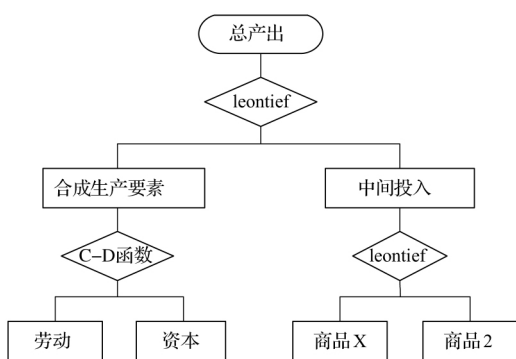 总产出
leontief
合成生产要素
中间投入
C-D函数
leontief
劳动
资本
商品X
商品2